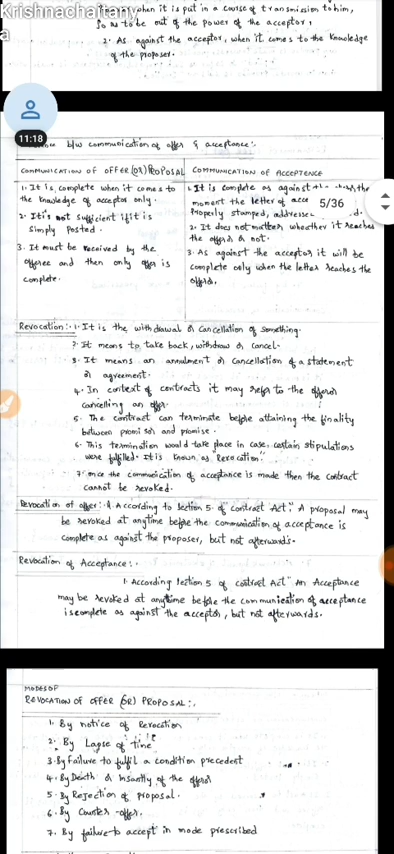 Krishnachaitany
a
when it is put in a course of transmission to him,
So as to be out of the power of the acceptor,
2. As against the acceptor, when it comes to the knowledge
of the proposer.
11:18
b/w communication of offer & acceptance:.
COMMUNICATION OF OFFER (OR) PROPOSAL
1. It is complete when it comes to
the knowledge of acceptor only.
2. It is not sufficient if it is
Simply Posted.
3. It must be received by the
offeree and then only offer is
complete.
COMMUNICATION OF ACCEPTENCE
1. It is complete as against the
moment the letter of acce
Properly stamped, addresse d.
2. It does not matter whoether it reaches
the offeror or not.
3. As against the acceptor it will be
complete only when the letter reaches the
offeror.
5/36
Revocation:. 1. It is the withdrawal or cancellation of something.
2. It means to take back, withdraw or cancel.
3. It means an annulment or cancellation of a statement
or agreement.
4. In context of contracts it may refer to the offeror
cancelling an offer.
5. The contract can terminate before attaining the finality
between promisor and promise.
6. This termination would take place in case, certain stipulations
were fulfilled. It is known as "Revocation".
7. once the communication of acceptance is made then the contract
cannot be revoked.
Revocation of offer: 1. According to section 5 of contract Act," A proposal may
be revoked at anytime before the communication of acceptance is
complete as against the proposer, but not afterwards.
Revocation of Acceptance:.
1. According section 5 of contract Act" An Acceptance
may be revoked at anytime before the communication of acceptance
is complete as against the acceptor, but not afterwards.
MODES OF
REVOCATION OF OFFER (OR) PROPOSAL:.
1. By notice of Revocation
2. By Lapse of time
3. By failure to fulfil a condition precedent
4. By Death or Insanity of the offeror
5. By Rejection of proposal.
6. By counter-offer.
7. By failure to accept in mode prescribed